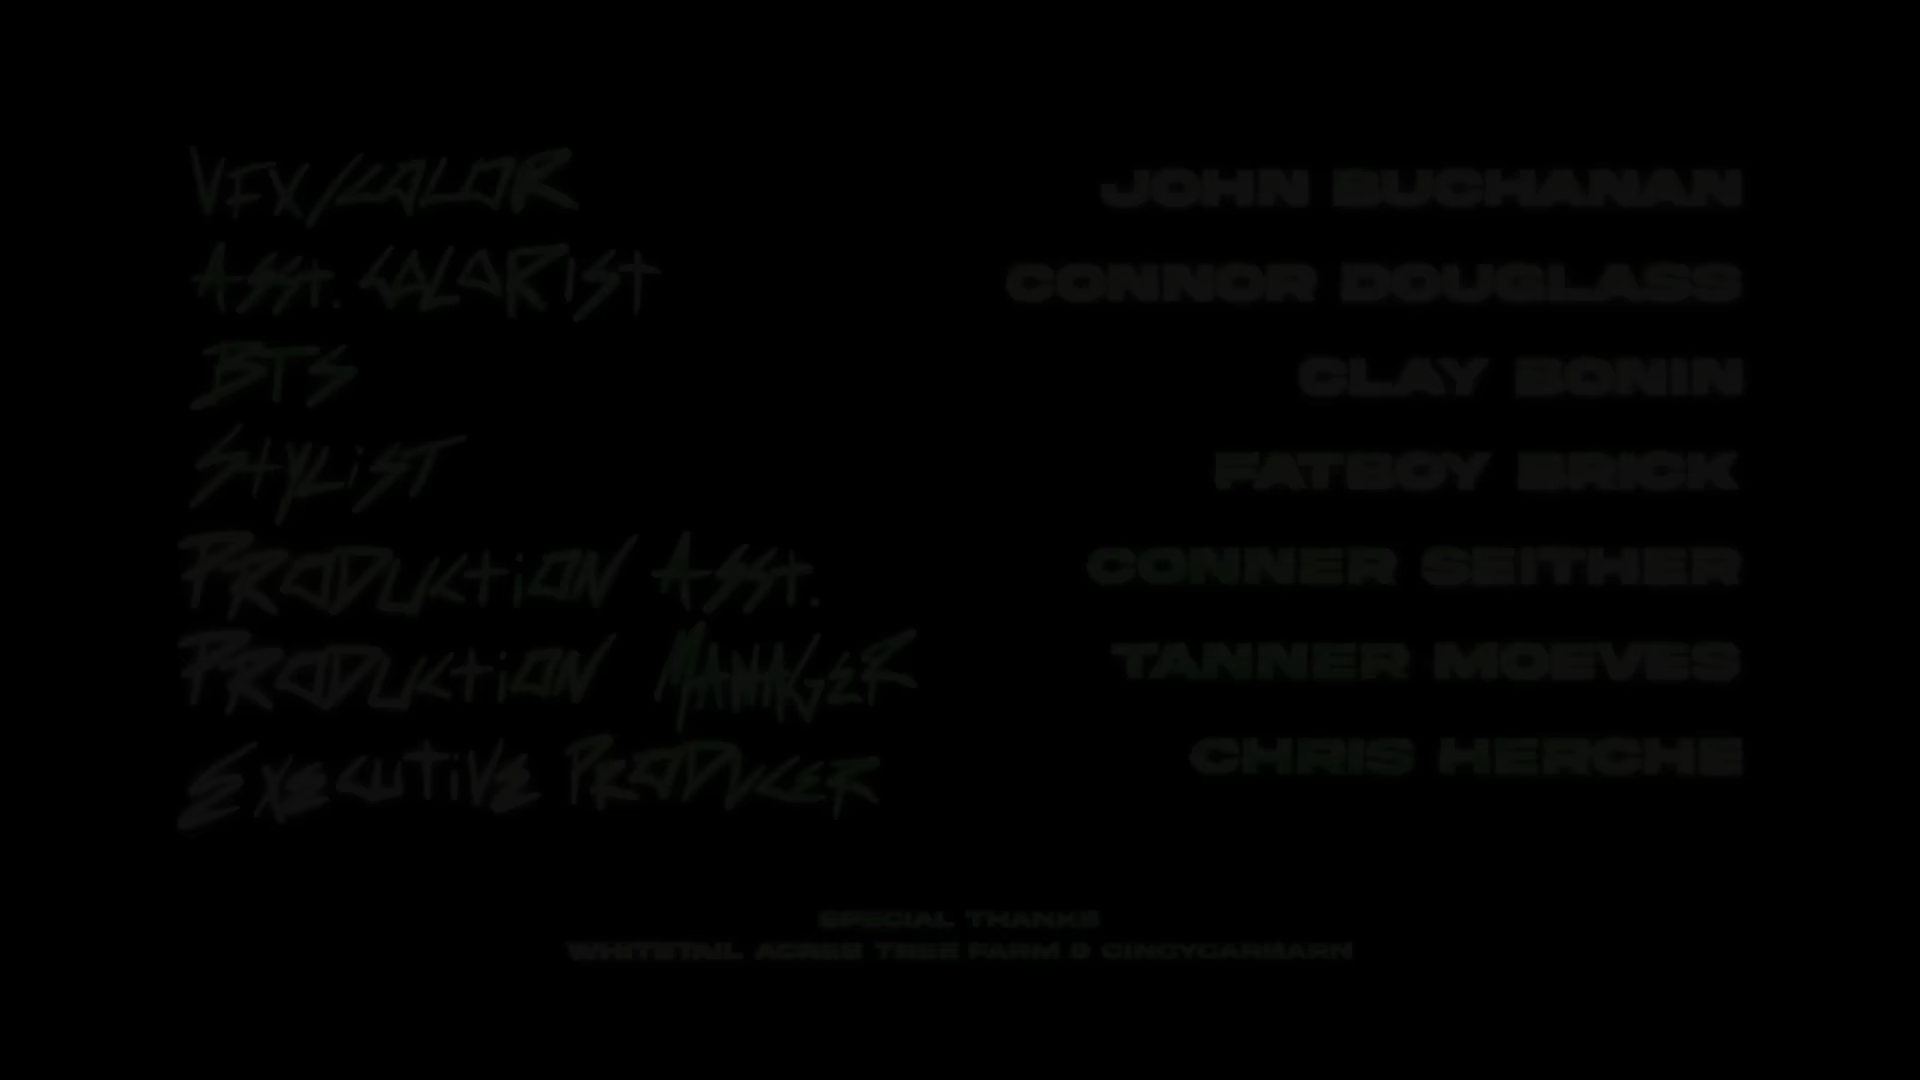 VFX/COLOR JOHN BUCHANAN
ASST. COLORIST CONNOR DOUGLASS
BTS CLAY BONIN
STYLIST FATBOY BRICK
PRODUCTION ASST. CONNER SEITHER
PRODUCTION MANAGER TANNER MOEVES
EXECUTIVE PRODUCER CHRIS HERCHE
SPECIAL THANKS
WHITETAIL ACRES TREE FARM & CINCYCARBARN